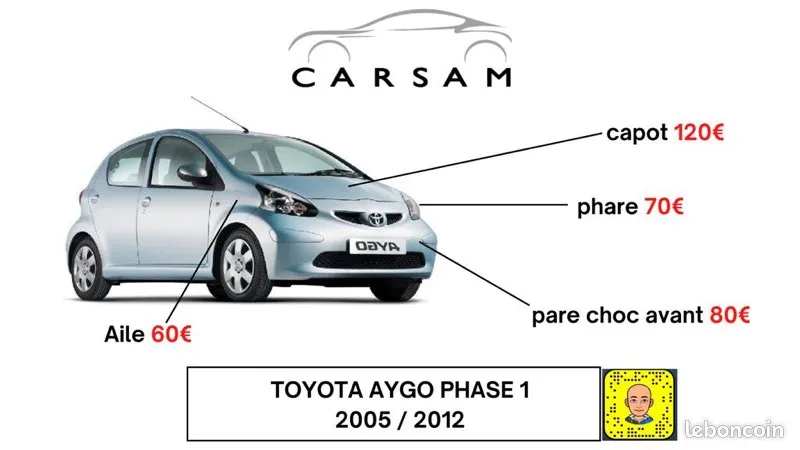 CARSAM
capot 120€
phare 70€
AYGO
pare choc avant 80€
Aile 60€
TOYOTA AYGO PHASE 1
2005 / 2012
leboncoin